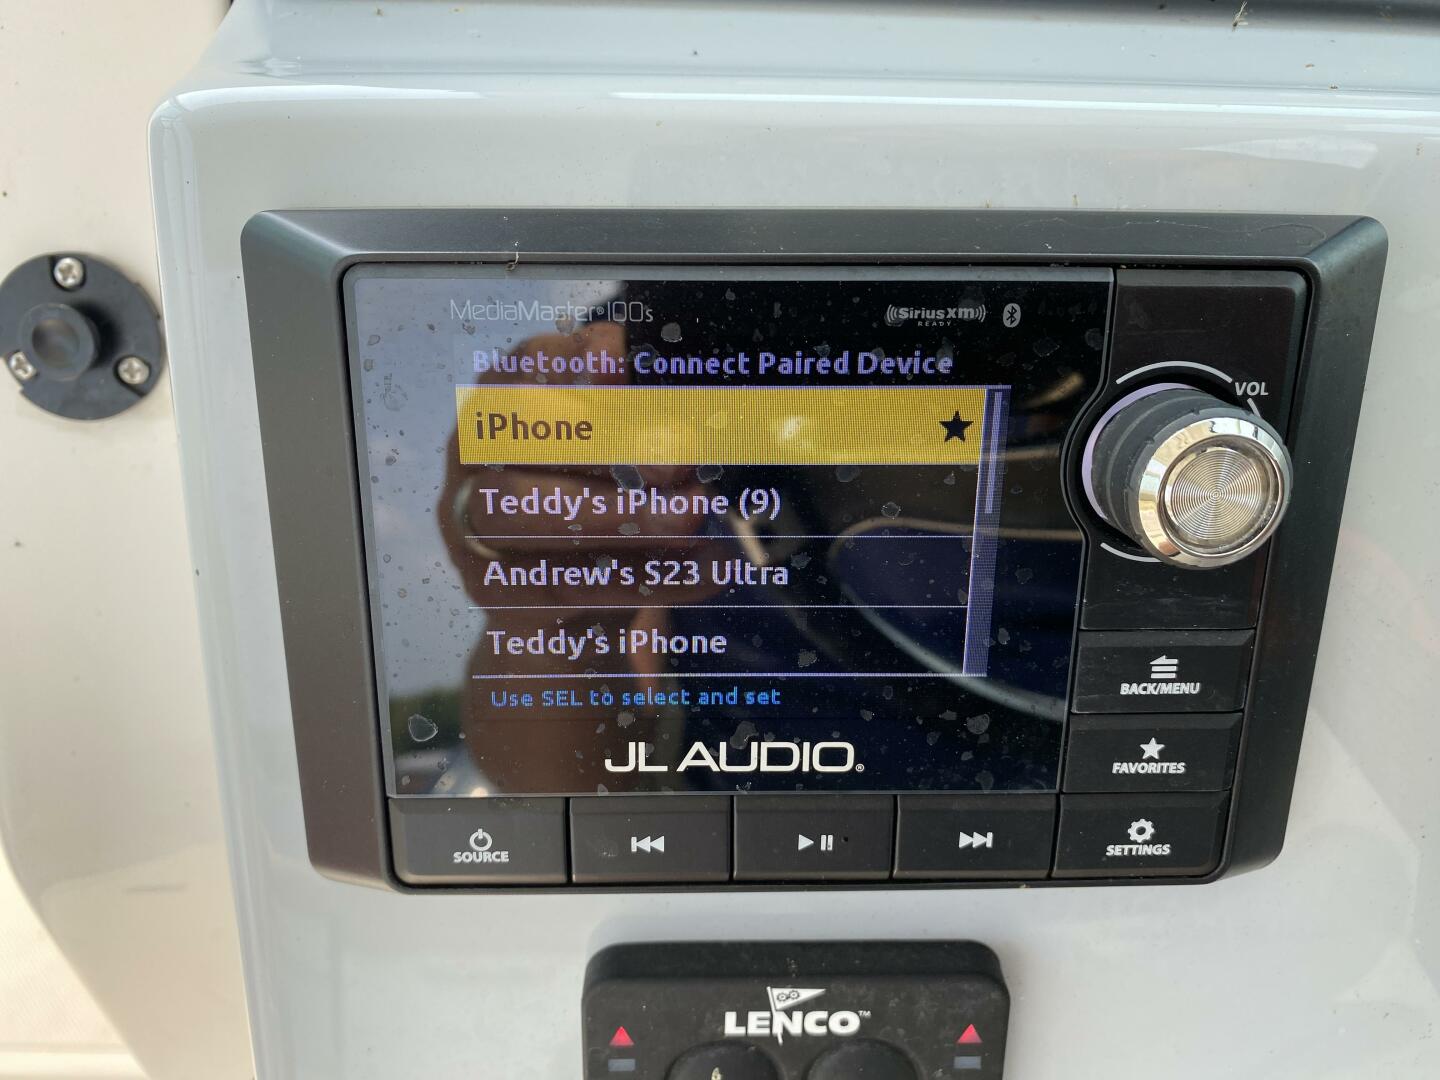 MediaMaster®100s
((SiriusXM))
READY
Bluetooth: Connect Paired Device
VOL
iPhone
Teddy's iPhone (9)
Andrew's S23 Ultra
Teddy's iPhone
Use SEL to select and set
BACK/MENU
JL AUDIO®
FAVORITES
SOURCE
SETTINGS
LENCO™